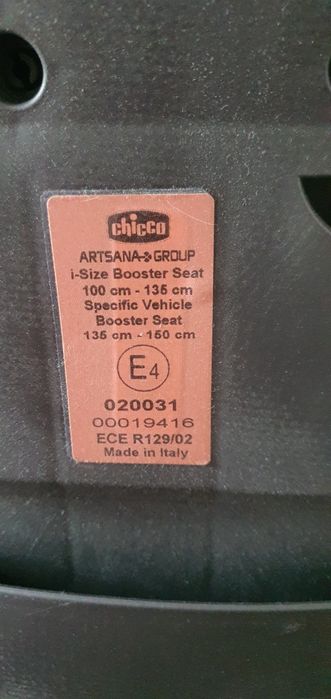 chicco
ARTSANA GROUP
i-Size Booster Seat
100 cm - 135 cm
Specific Vehicle
Booster Seat
135 cm - 150 cm
E4
020031
00019416
ECE R129/02
Made in Italy